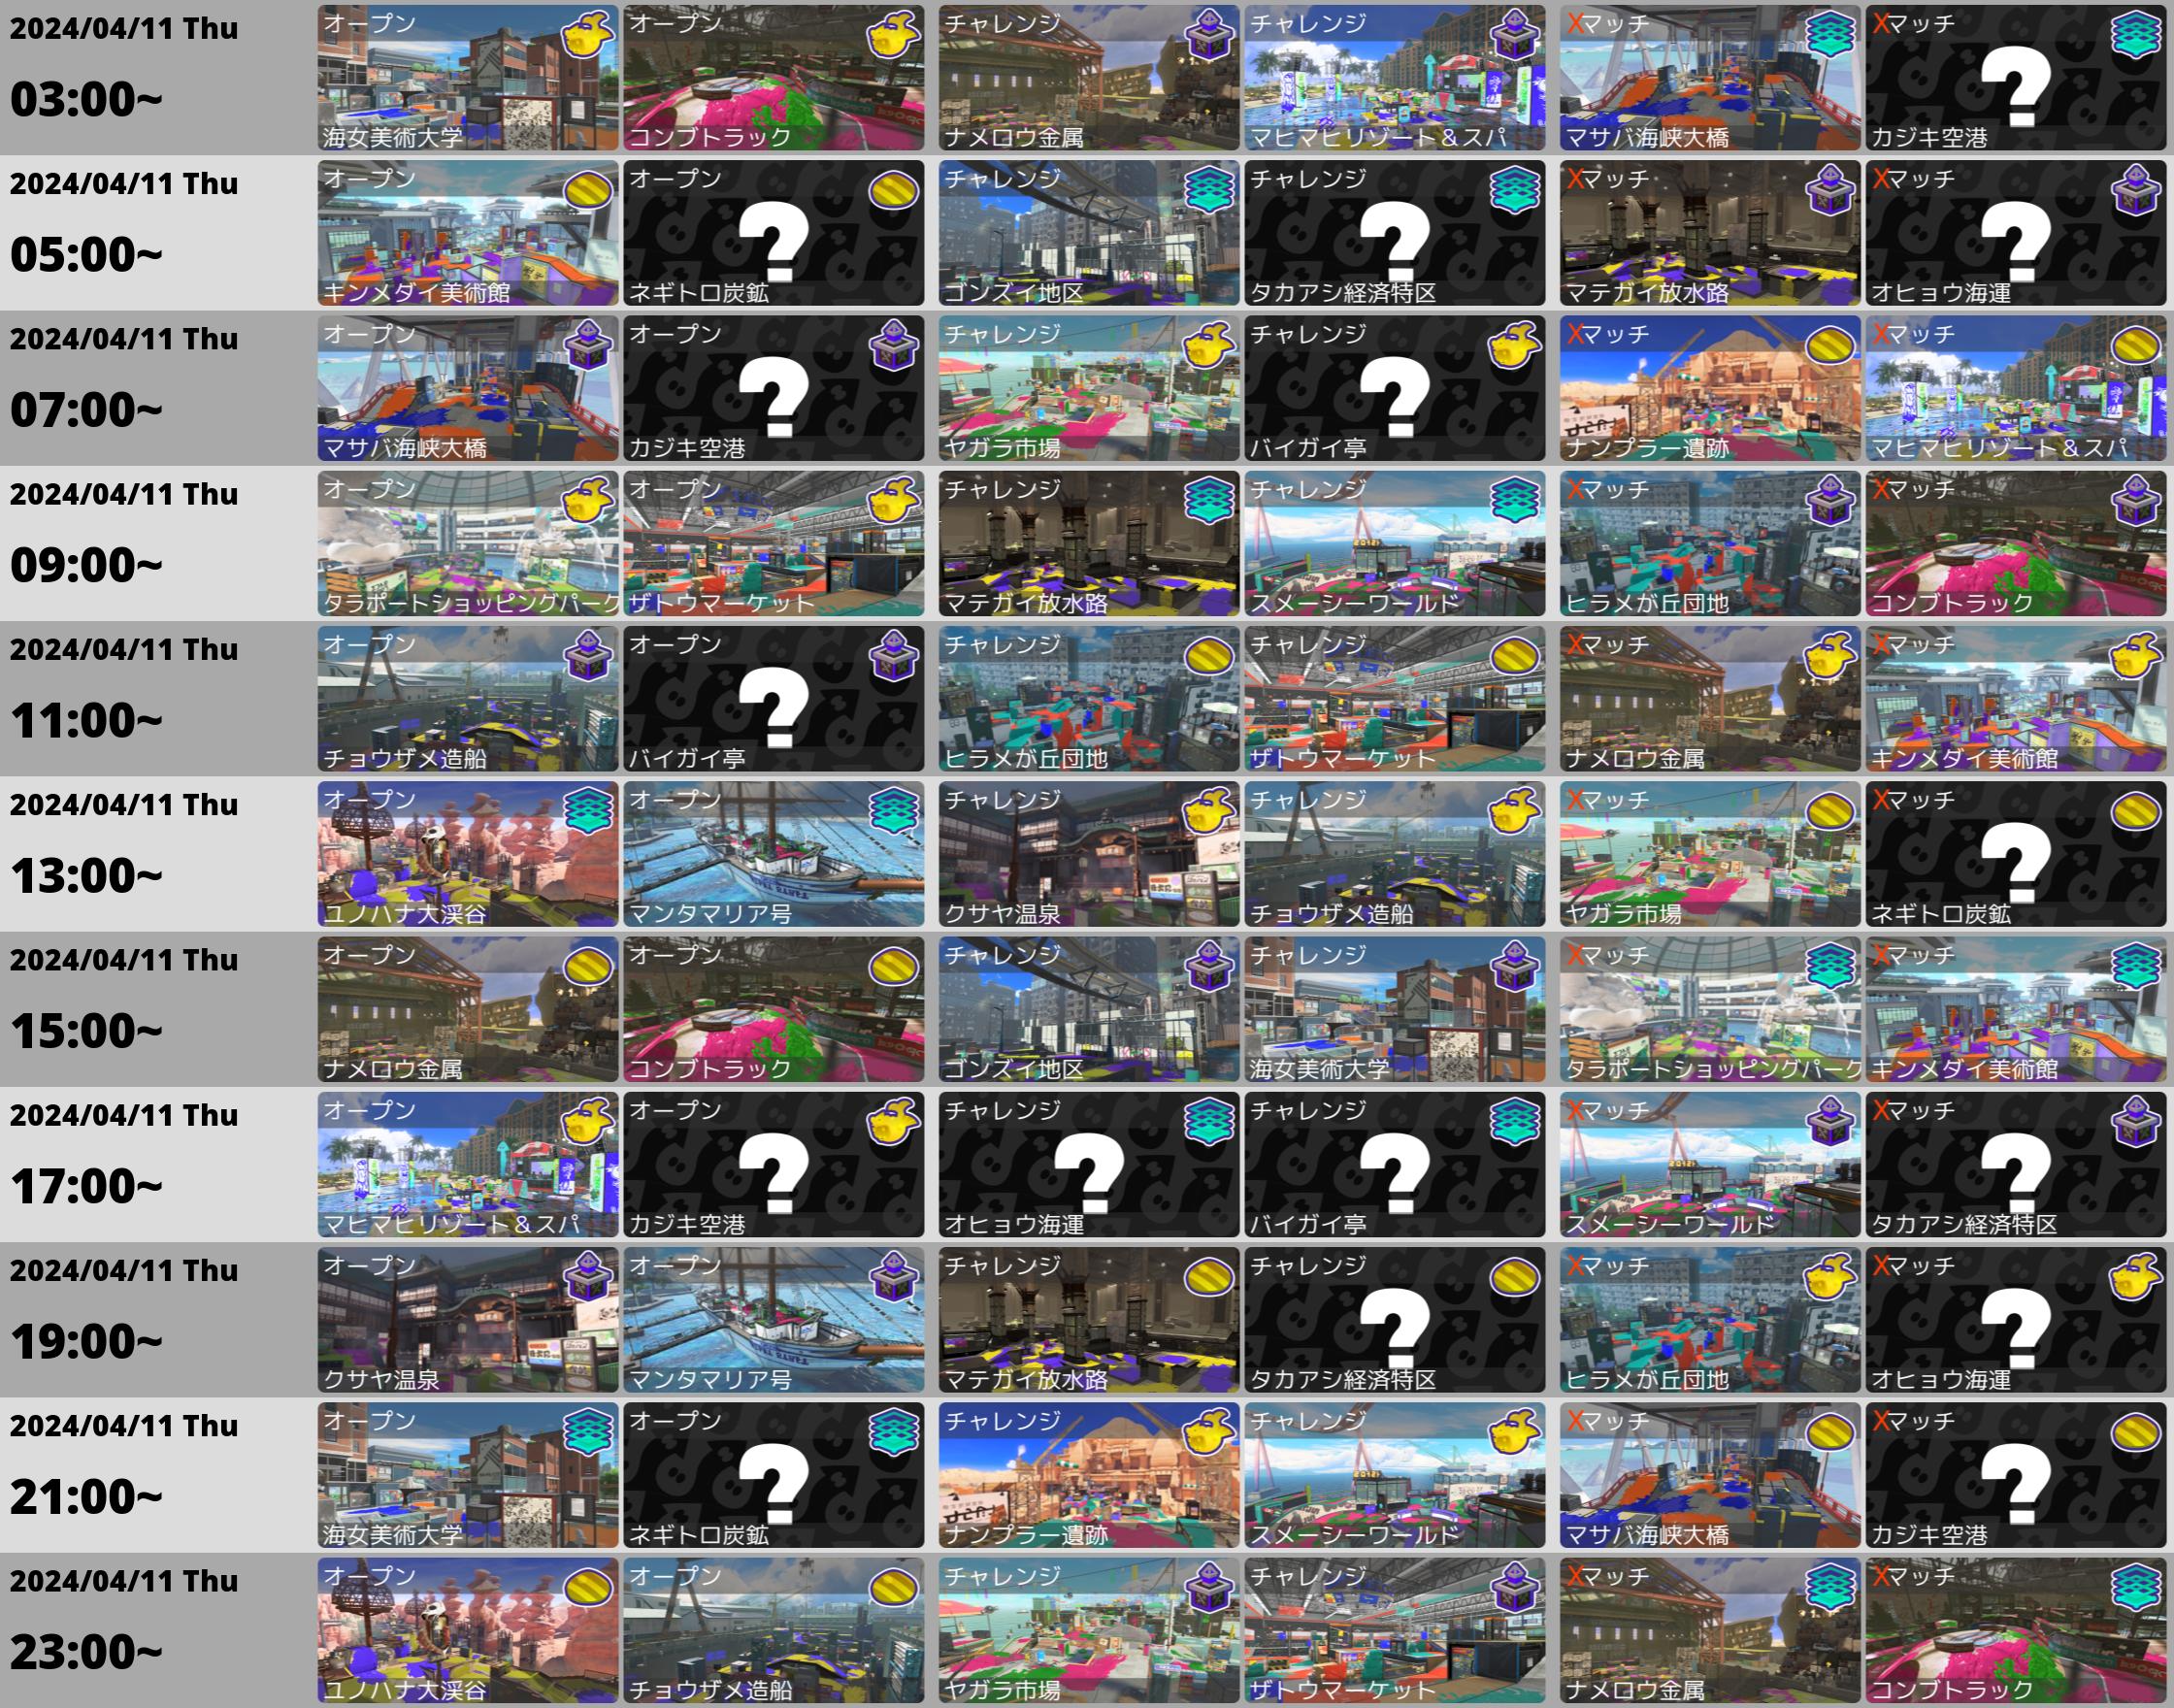 2024/04/11 Thu
03:00~
オープン オープン チャレンジ チャレンジ Xマッチ Xマッチ
海女美術大学 コンブトラック ナメロウ金属 マヒマヒリゾート＆スパ マサバ海峡大橋 カジキ空港
?
2024/04/11 Thu
05:00~
オープン オープン チャレンジ チャレンジ Xマッチ Xマッチ
? ? ?
キンメダイ美術館 ネギトロ炭鉱 ゴンズイ地区 タカアシ経済特区 マテガイ放水路 オヒョウ海運
2024/04/11 Thu
07:00~
オープン オープン チャレンジ チャレンジ Xマッチ Xマッチ
? ?
マサバ海峡大橋 カジキ空港 ヤガラ市場 バイガイ亭 ナンプラー遺跡 マヒマヒリゾート＆スパ
2024/04/11 Thu
09:00~
オープン オープン チャレンジ チャレンジ Xマッチ Xマッチ
タラポートショッピングパーク ザトウマーケット マテガイ放水路 スメーシーワールド ヒラメが丘団地 コンブトラック
2024/04/11 Thu
11:00~
オープン オープン チャレンジ チャレンジ Xマッチ Xマッチ
?
チョウザメ造船 バイガイ亭 ヒラメが丘団地 ザトウマーケット ナメロウ金属 キンメダイ美術館
2024/04/11 Thu
13:00~
オープン オープン チャレンジ チャレンジ Xマッチ Xマッチ
?
ユノハナ大渓谷 マンタマリア号 クサヤ温泉 チョウザメ造船 ヤガラ市場 ネギトロ炭鉱
2024/04/11 Thu
15:00~
オープン オープン チャレンジ チャレンジ Xマッチ Xマッチ
ナメロウ金属 コンブトラック ゴンズイ地区 海女美術大学 タラポートショッピングパーク キンメダイ美術館
2024/04/11 Thu
17:00~
オープン オープン チャレンジ チャレンジ Xマッチ Xマッチ
? ? ? ?
マヒマヒリゾート＆スパ カジキ空港 オヒョウ海運 バイガイ亭 スメーシーワールド タカアシ経済特区
2024/04/11 Thu
19:00~
オープン オープン チャレンジ チャレンジ Xマッチ Xマッチ
? ?
クサヤ温泉 マンタマリア号 マテガイ放水路 タカアシ経済特区 ヒラメが丘団地 オヒョウ海運
2024/04/11 Thu
21:00~
オープン オープン チャレンジ チャレンジ Xマッチ Xマッチ
? ?
海女美術大学 ネギトロ炭鉱 ナンプラー遺跡 スメーシーワールド マサバ海峡大橋 カジキ空港
2024/04/11 Thu
23:00~
オープン オープン チャレンジ チャレンジ Xマッチ Xマッチ
ユノハナ大渓谷 チョウザメ造船 ヤガラ市場 ザトウマーケット ナメロウ金属 コンブトラック